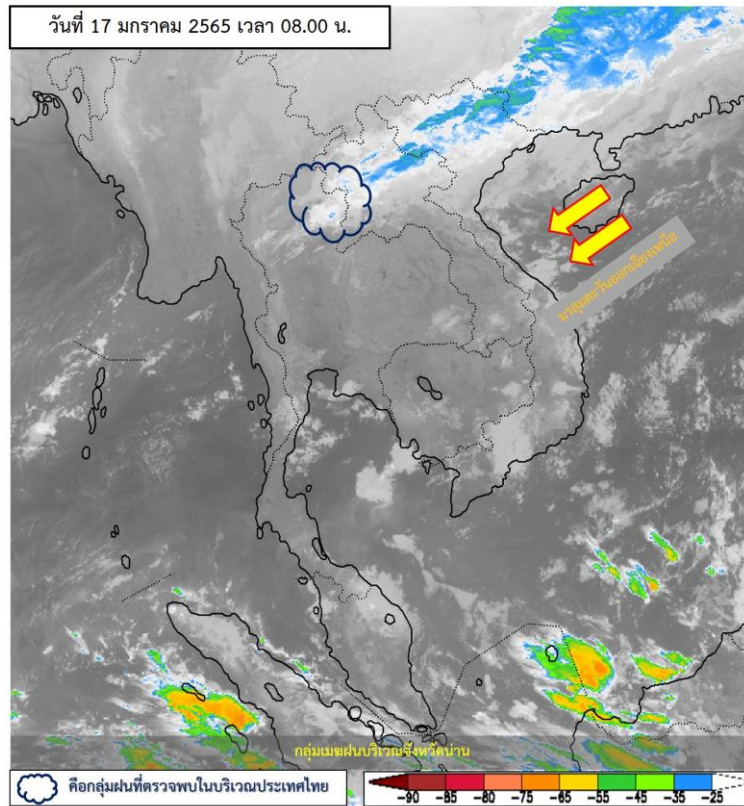 วันที่ 17 มกราคม 2565 เวลา 08.00 น.
มรสุมตะวันออกเฉียงเหนือ
กลุ่มเมฆฝนบริเวณจังหวัดน่าน
คือกลุ่มฝนที่ตรวจพบในบริเวณประเทศไทย
-90 -85 -80 -75 -65 -55 -45 -35 -25